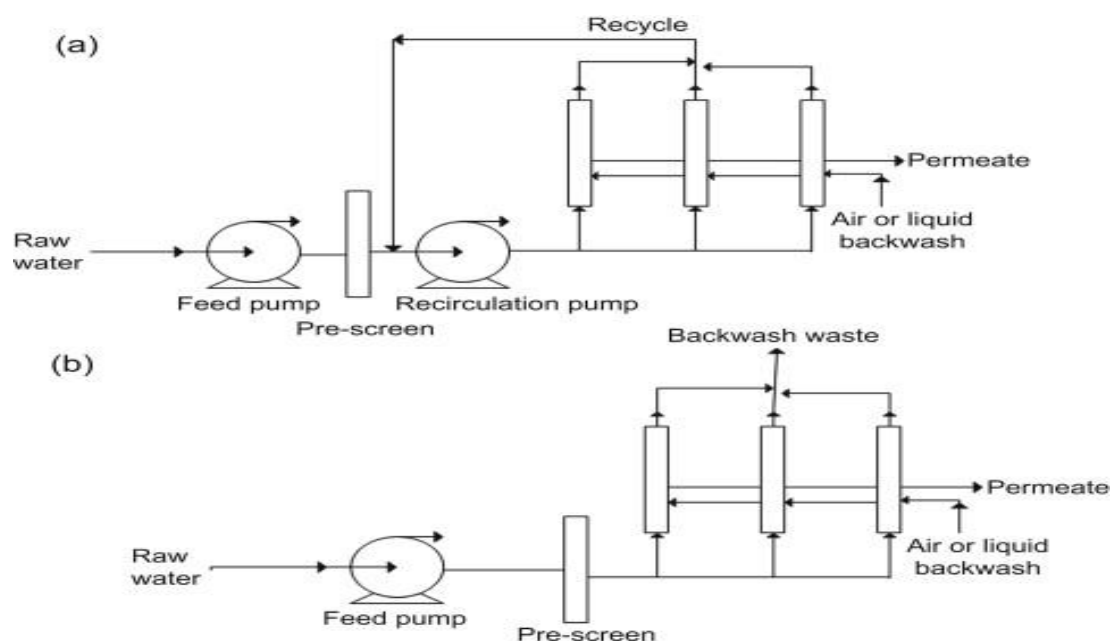 (a)
Recycle
Permeate
Air or liquid
backwash
Raw
water
Feed pump
Recirculation pump
Pre-screen
(b)
Backwash waste
Permeate
Air or liquid
backwash
Raw
water
Feed pump
Pre-screen